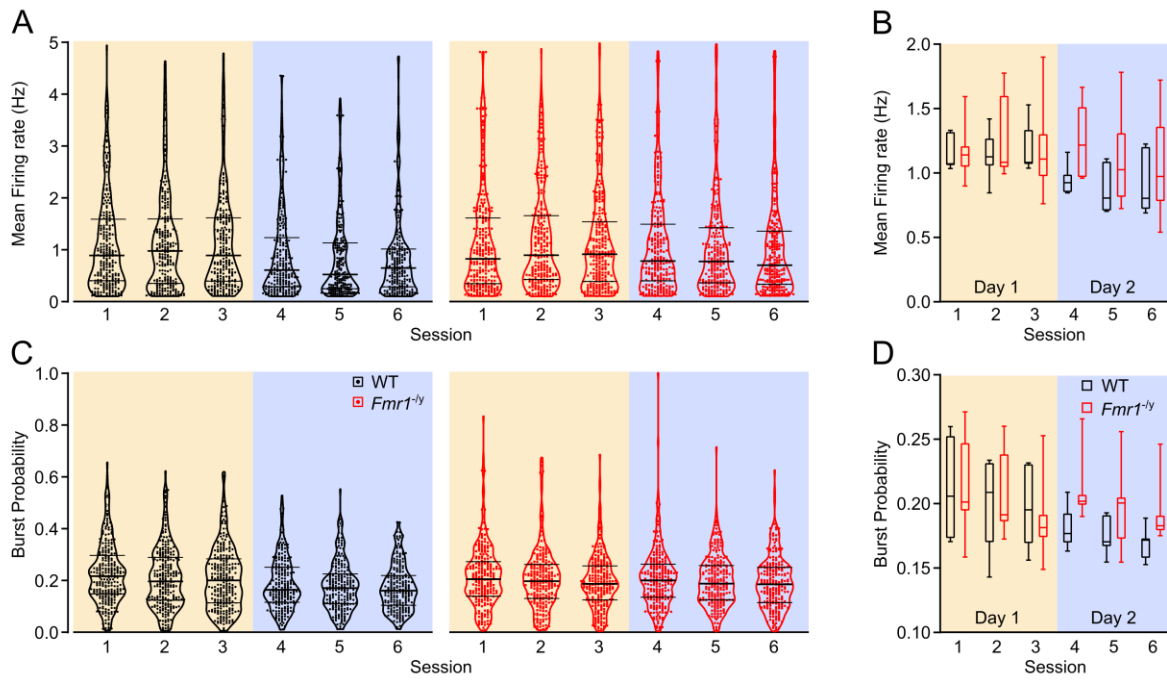 A
Mean Firing rate (Hz)
5
4
3
2
1
0
1 2 3 4 5 6
1 2 3 4 5 6
Session
B
Mean Firing rate (Hz)
2.0
1.5
1.0
0.5
0.0
Day 1 Day 2
1 2 3 4 5 6
Session
C
Burst Probability
1.0
0.8
0.6
0.4
0.2
0.0
WT
Fmr1-/y
1 2 3 4 5 6
1 2 3 4 5 6
Session
D
Burst Probability
0.30
0.25
0.20
0.15
0.10
WT
Fmr1-/y
Day 1 Day 2
1 2 3 4 5 6
Session